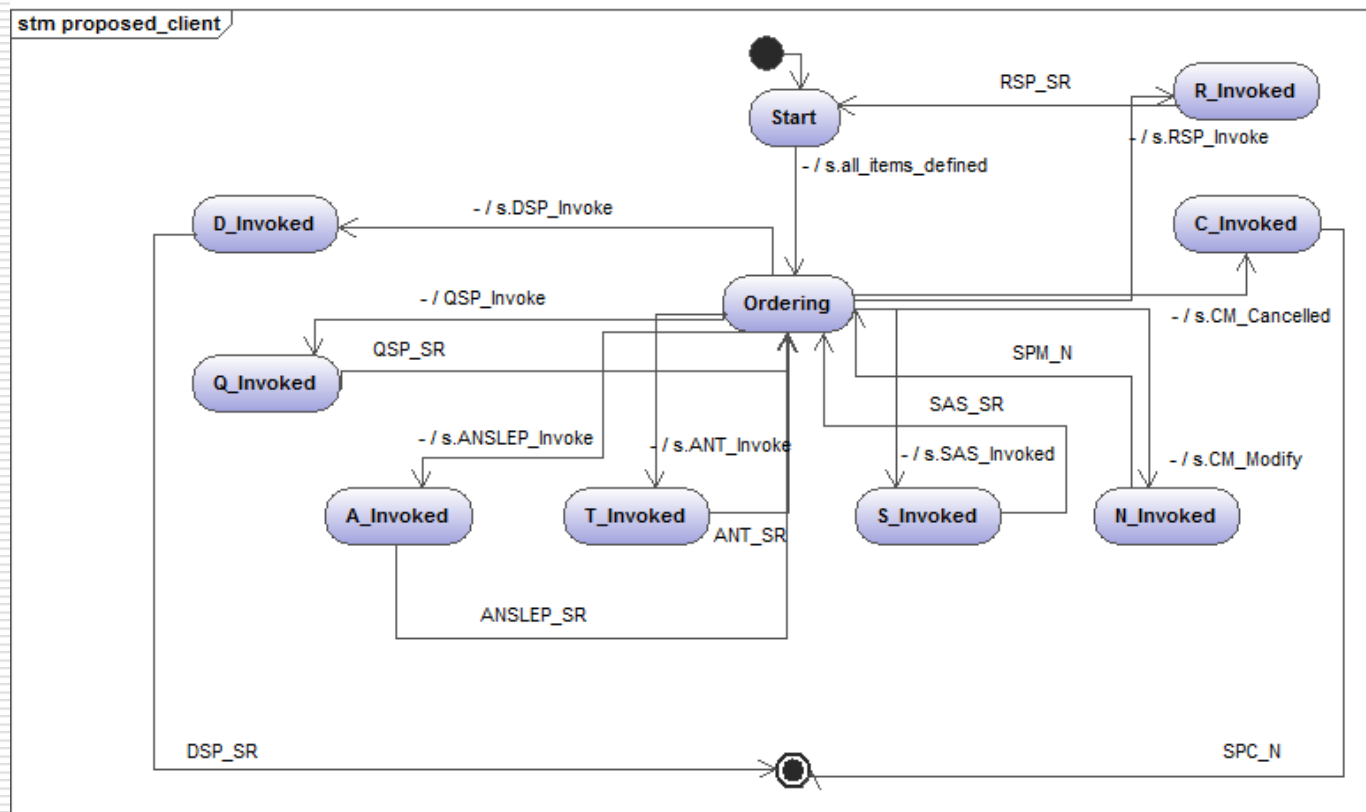 stm proposed_client
RSP_SR
R_Invoked
Start
- / s.RSP_Invoke
- / s.all_items_defined
- / s.DSP_Invoke
D_Invoked
C_Invoked
- / QSP_Invoke
Ordering
- / s.CM_Cancelled
QSP_SR
SPM_N
Q_Invoked
SAS_SR
- / s.ANSLEP_Invoke
- / s.ANT_Invoke
- / s.SAS_Invoked
- / s.CM_Modify
A_Invoked
T_Invoked
S_Invoked
N_Invoked
ANT_SR
ANSLEP_SR
DSP_SR
SPC_N